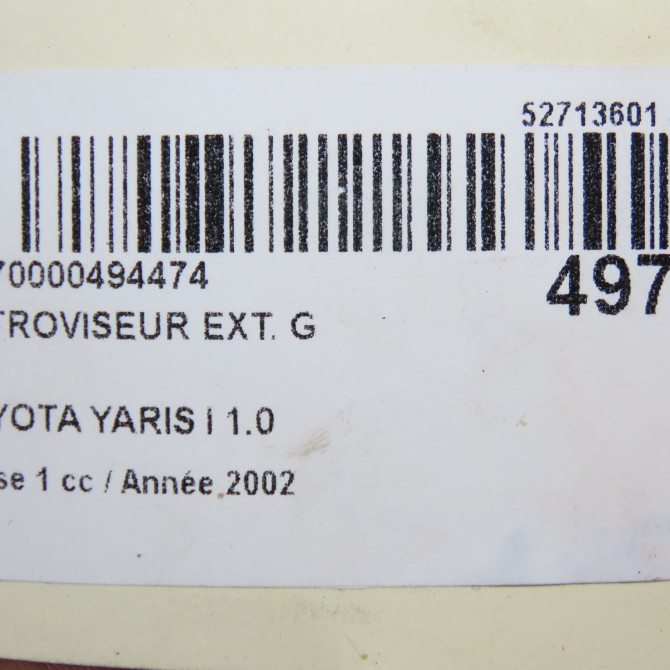 52713601
70000494474
497
TROVISEUR EXT. G
YOTA YARIS I 1.0
se 1 cc / Année 2002